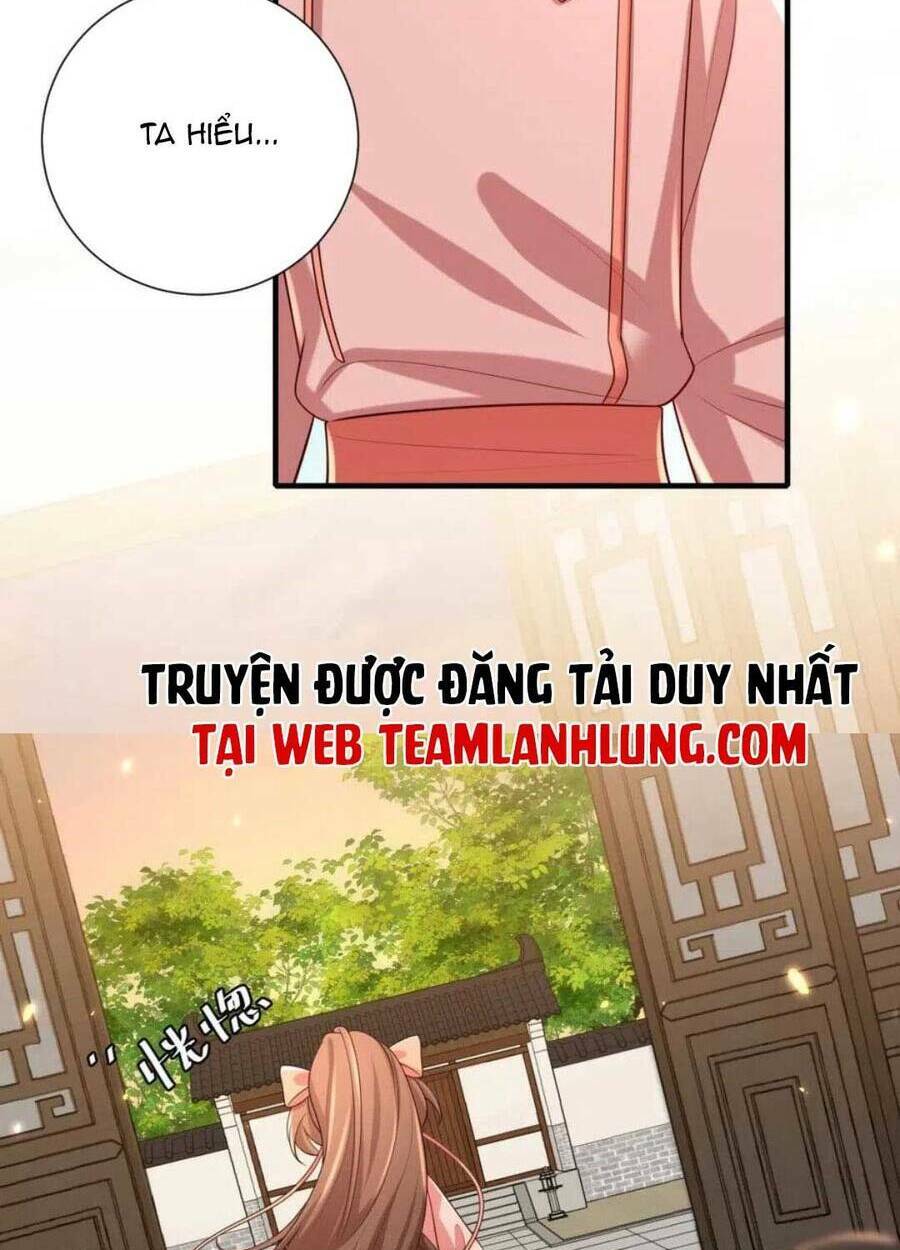 TA HIỂU...
TRUYỆN ĐƯỢC ĐĂNG TẢI DUY NHẤT
TẠI WEB TEAMLANHLUNG.COM
恍惚